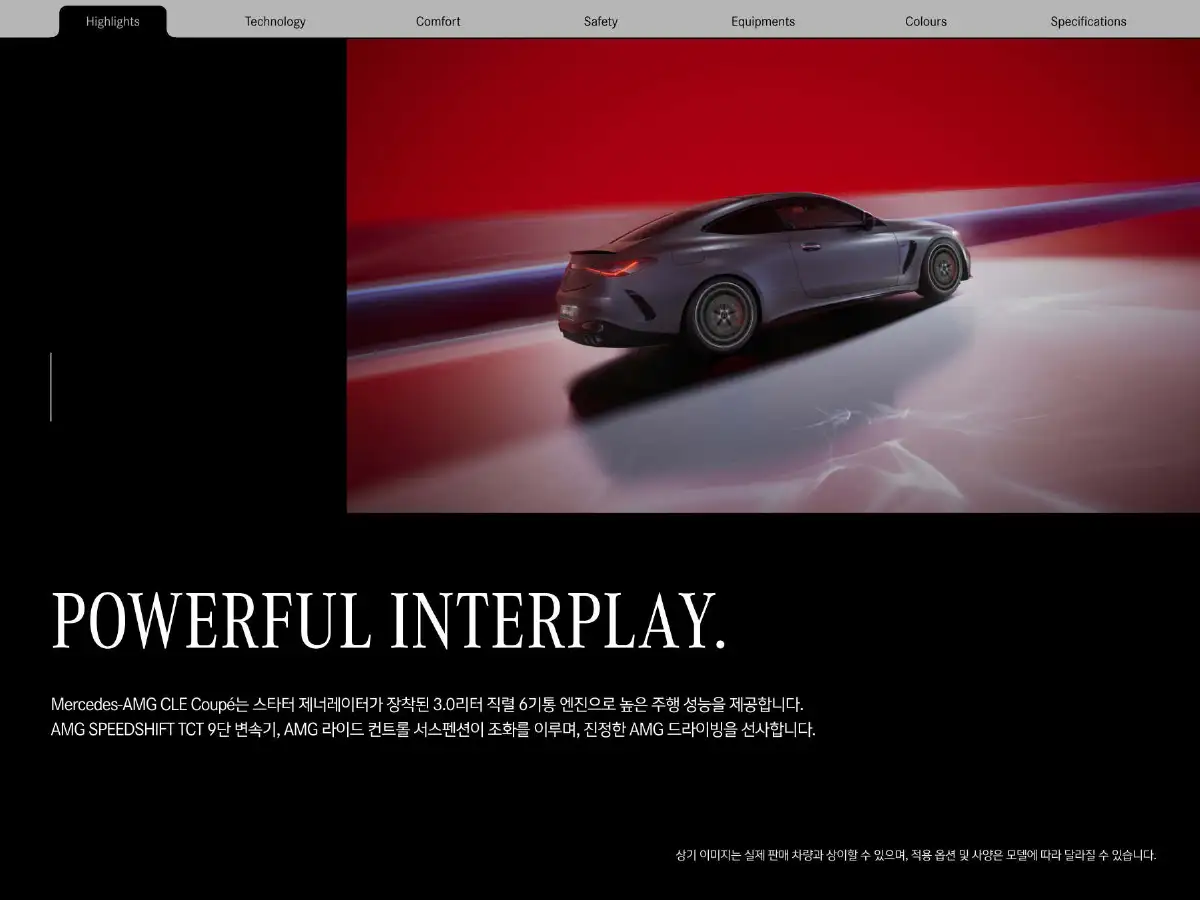 Highlights
Technology
Comfort
Safety
Equipments
Colours
Specifications
POWERFUL INTERPLAY.
Mercedes-AMG CLE Coupé는 스타터 제너레이터가 장착된 3.0리터 직렬 6기통 엔진으로 높은 주행 성능을 제공합니다.
AMG SPEEDSHIFT TCT 9단 변속기, AMG 라이드 컨트롤 서스펜션이 조화를 이루며, 진정한 AMG 드라이빙을 선사합니다.
상기 이미지는 실제 판매 차량과 상이할 수 있으며, 적용 옵션 및 사양은 모델에 따라 달라질 수 있습니다.